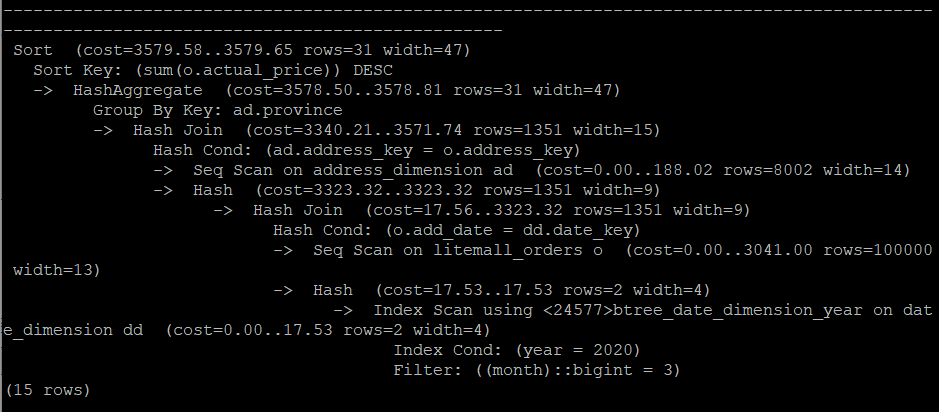 ---------------------------------------------------------------------------------------------
--------------------------------------------------
Sort  (cost=3579.58..3579.65 rows=31 width=47)
  Sort Key: (sum(o.actual_price)) DESC
  ->  HashAggregate  (cost=3578.50..3578.81 rows=31 width=47)
        Group By Key: ad.province
        ->  Hash Join  (cost=3340.21..3571.74 rows=1351 width=15)
              Hash Cond: (ad.address_key = o.address_key)
              ->  Seq Scan on address_dimension ad  (cost=0.00..188.02 rows=8002 width=14)
              ->  Hash  (cost=3323.32..3323.32 rows=1351 width=9)
                    ->  Hash Join  (cost=17.56..3323.32 rows=1351 width=9)
                          Hash Cond: (o.add_date = dd.date_key)
                          ->  Seq Scan on litemall_orders o  (cost=0.00..3041.00 rows=100000
width=13)
                          ->  Hash  (cost=17.53..17.53 rows=2 width=4)
                                ->  Index Scan using <24577>btree_date_dimension_year on dat
e_dimension dd  (cost=0.00..17.53 rows=2 width=4)
                                      Index Cond: (year = 2020)
                                      Filter: ((month)::bigint = 3)
(15 rows)